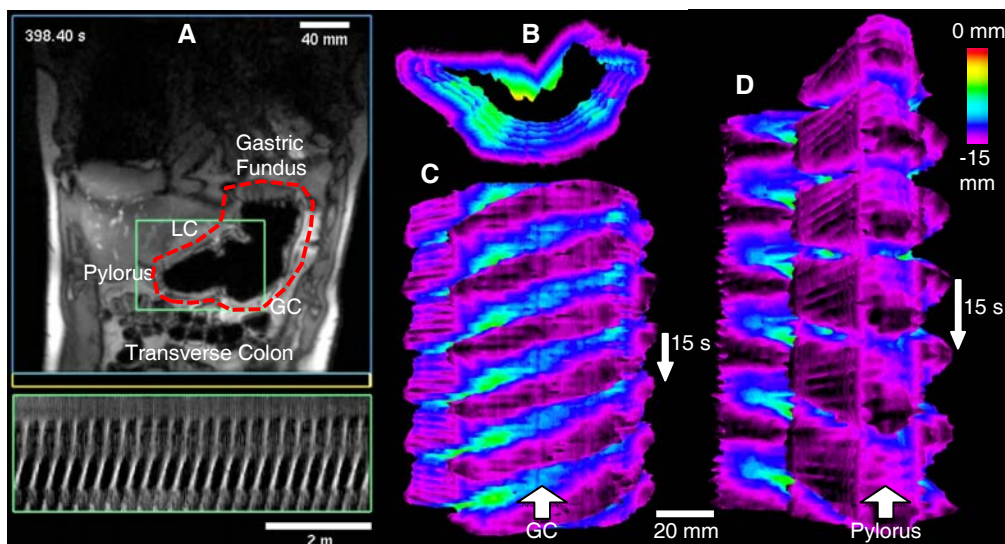 398.40 s
A
40 mm
Gastric
Fundus
LC
Pylorus
GC
Transverse Colon
2 m
B
C
15 s
GC
20 mm
D
0 mm
-15
mm
15 s
Pylorus